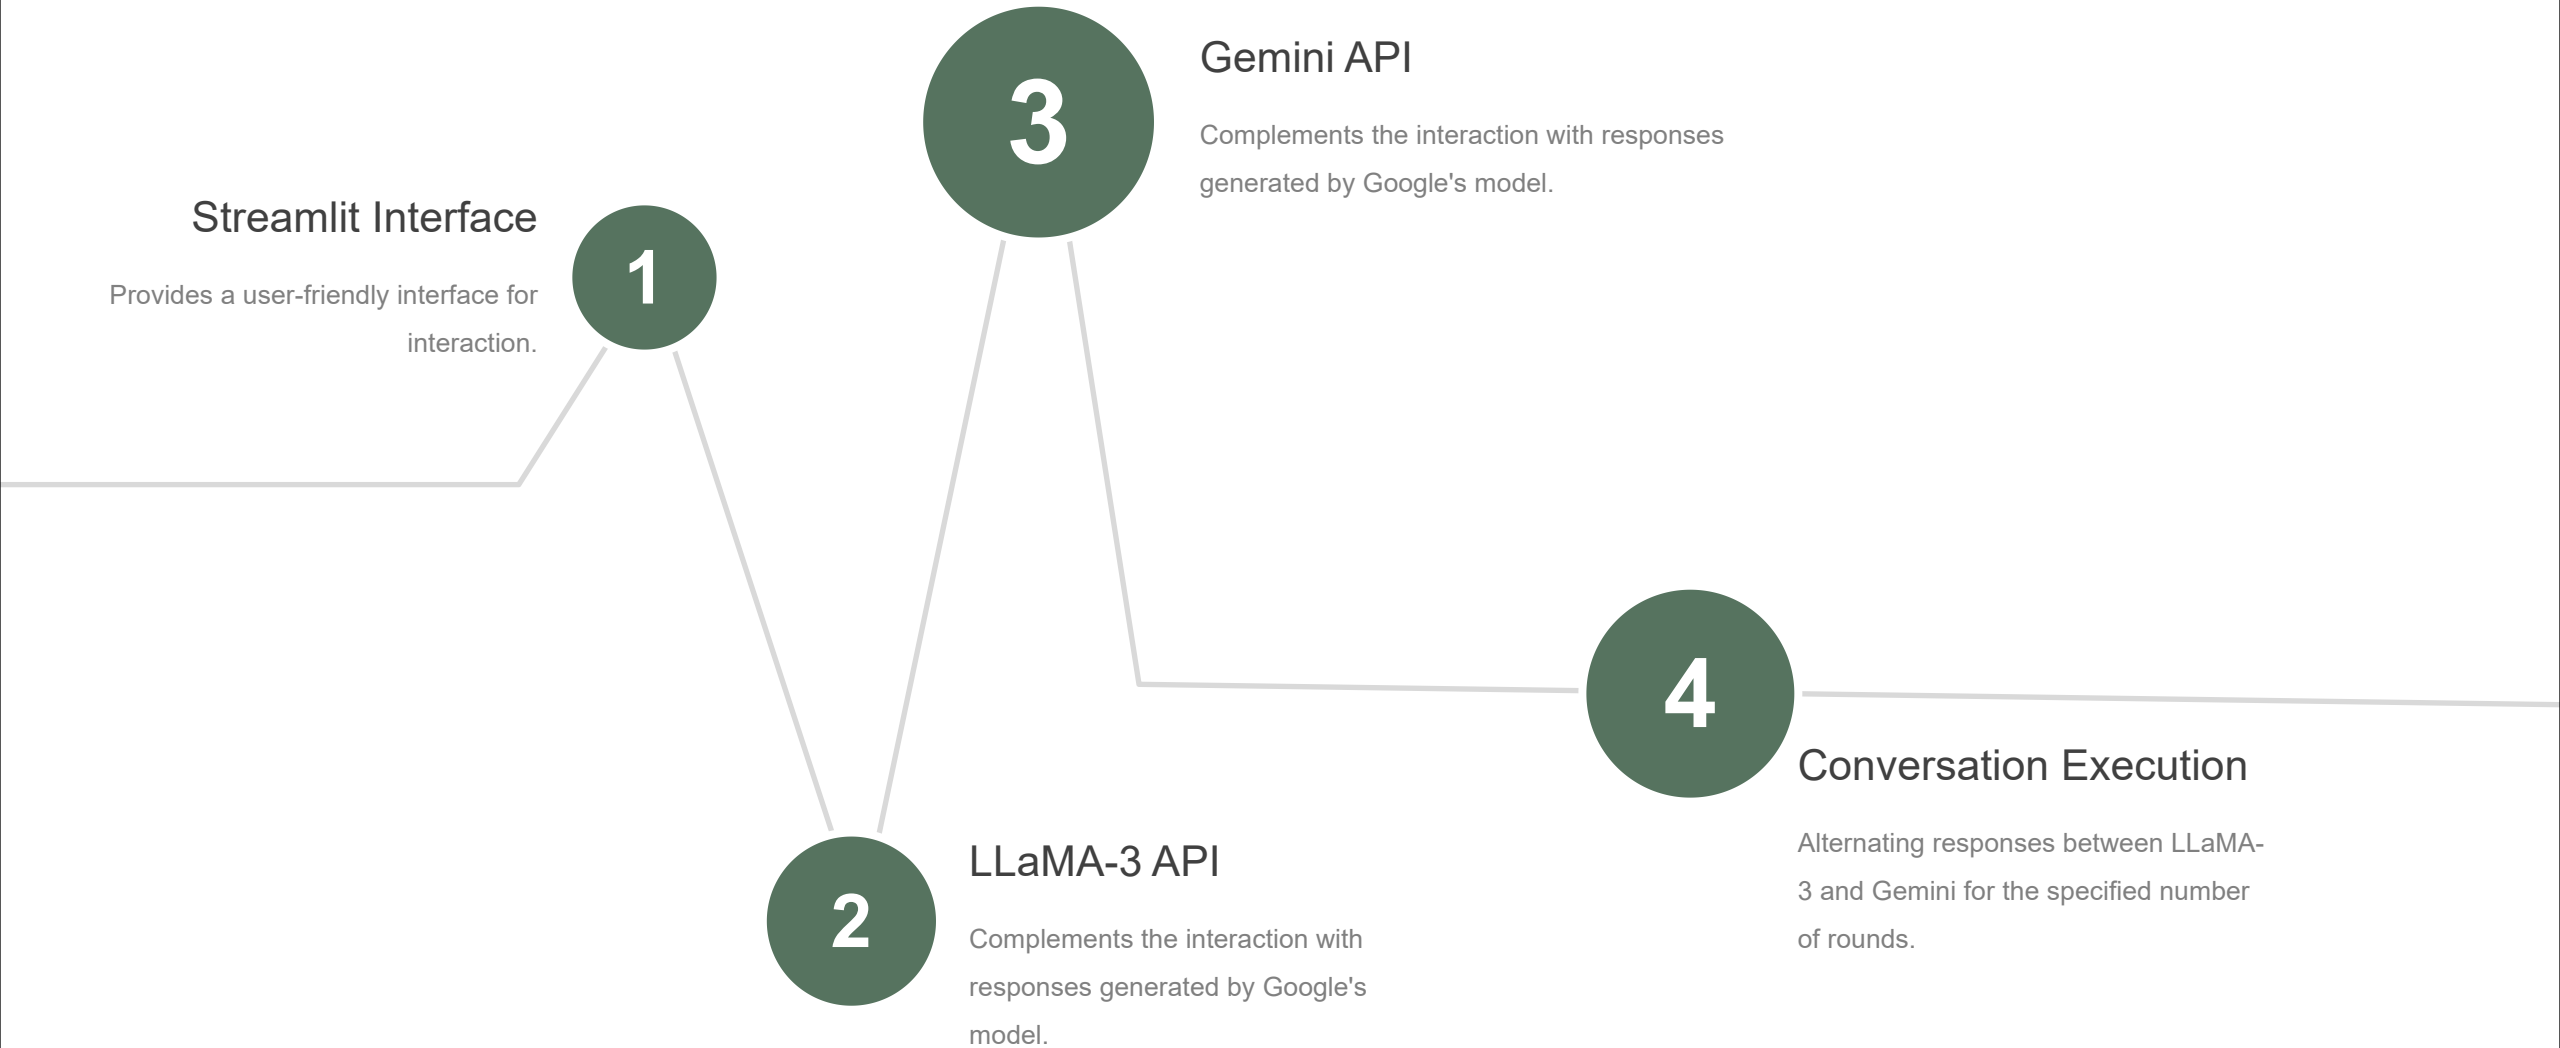 Streamlit Interface
Provides a user-friendly interface for
interaction.
1
2
LLaMA-3 API
Complements the interaction with
responses generated by Google's
model.
3
Gemini API
Complements the interaction with responses
generated by Google's model.
4
Conversation Execution
Alternating responses between LLaMA-
3 and Gemini for the specified number
of rounds.